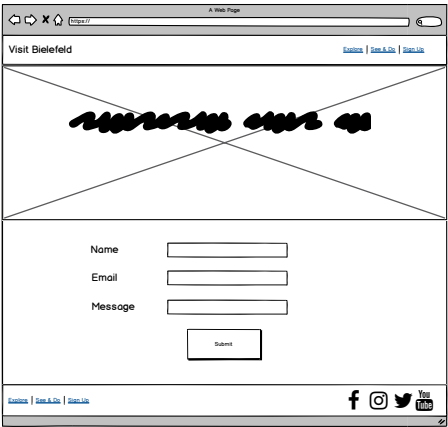 A Web Page
https://
Visit Bielefeld
Explore | See & Do | Sign Up
Name
Email
Message
Submit
Explore | See & Do | Sign Up
You
Tube